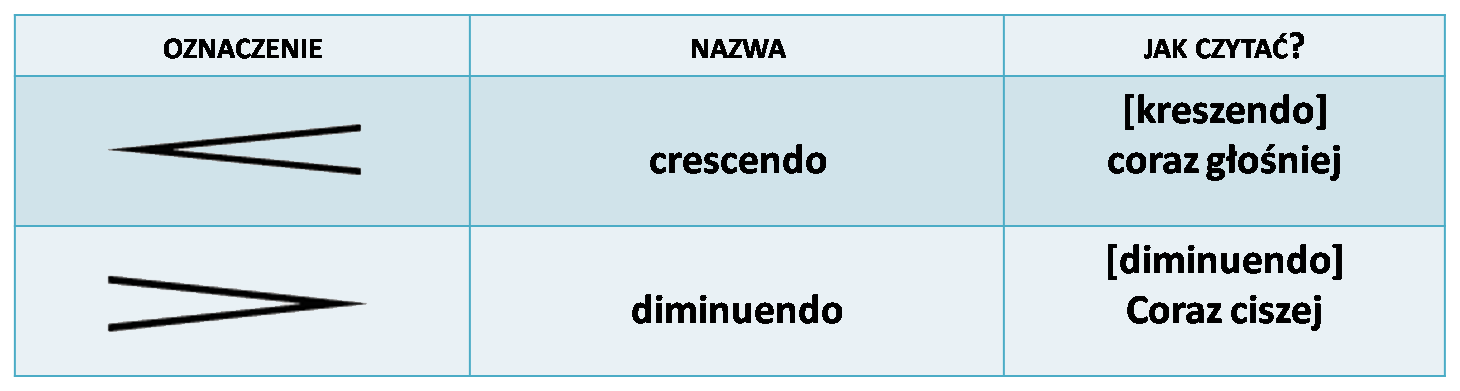 OZNACZENIE NAZWA JAK CZYTAĆ?
crescendo [kreszendo]
coraz głośniej
diminuendo [diminuendo]
Coraz ciszej